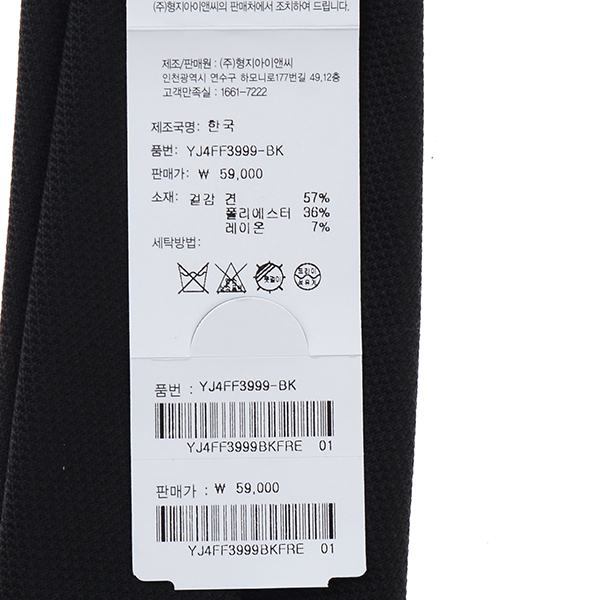 (주)형지아이앤씨의 판매처에서 조치하여 드립니다.
제조/판매원 : (주)형지아이앤씨
인천광역시 연수구 하모니로177번길 49,12층
고객만족실 : 1661-7222
제조국명: 한국
품번: YJ4FF3999-BK
판매가: ₩ 59,000
소재: 겉감 견 57%
폴리에스터 36%
레이온 7%
세탁방법:
품번 : YJ4FF3999-BK
YJ4FF3999BKFRE 01
판매가 : ₩ 59,000
YJ4FF3999BKFRE 01